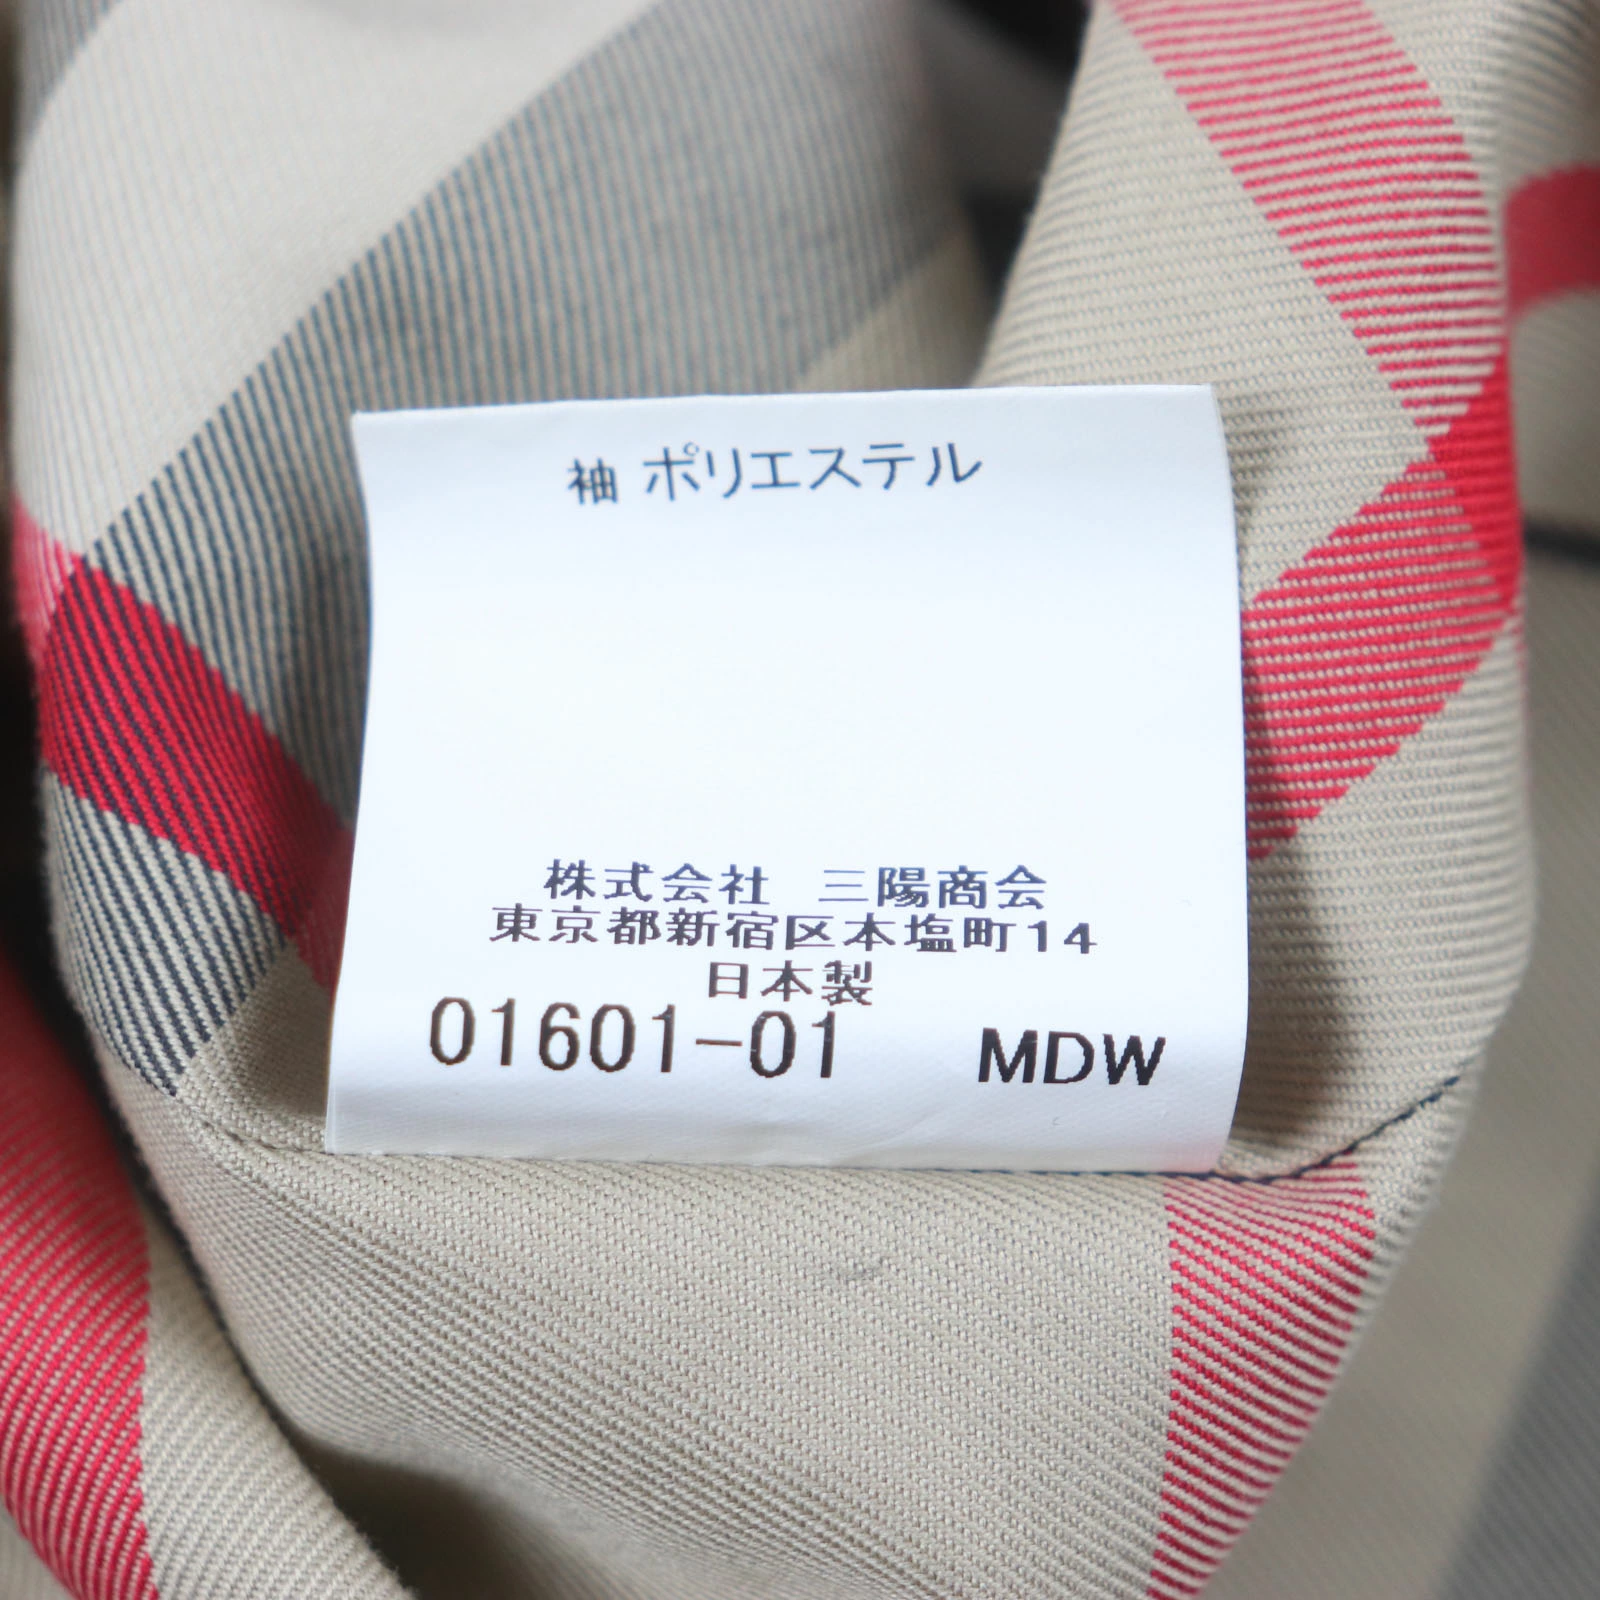 袖 ポリエステル
株式会社 三陽商会
東京都新宿区本塩町14
日本製
01601-01 MDW